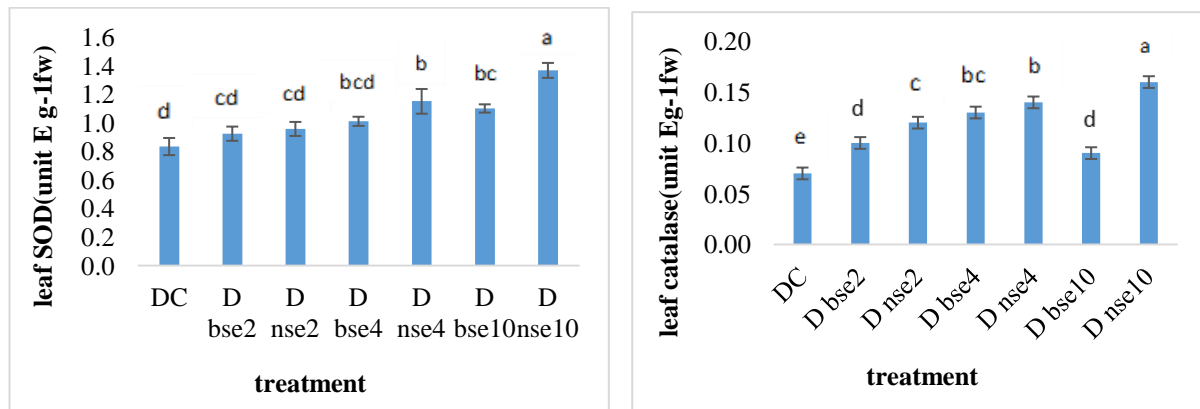 leaf SOD(unit E g-1fw)
1.6
1.4
1.2
1.0
0.8
0.6
0.4
0.2
0.0
d
cd
cd
bcd
b
bc
a
DC D D D D D D
bse2 nse2 bse4 nse4 bse10 nse10
treatment
leaf catalase(unit Eg-1fw)
0.20
0.15
0.10
0.05
0.00
e
d
c
bc
b
d
a
DC
D bse2
D nse2
D bse4
D nse4
D bse10
D nse10
treatment